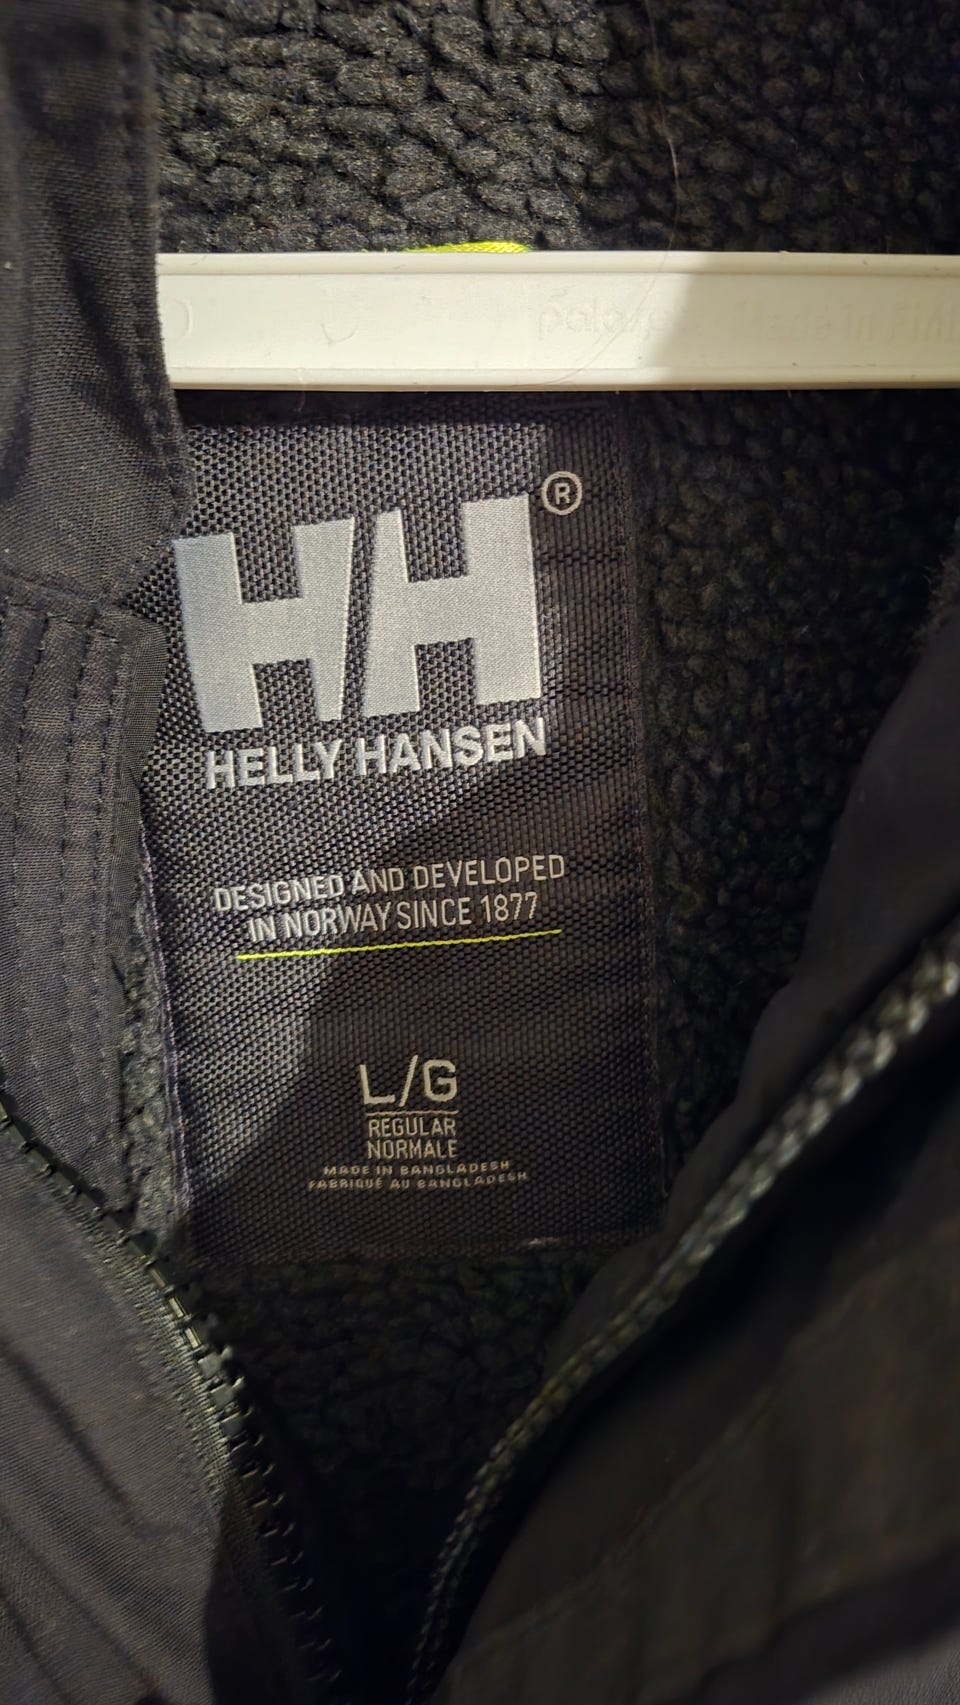 HH®
HELLY HANSEN
DESIGNED AND DEVELOPED
IN NORWAY SINCE 1877
L/G
REGULAR
NORMALE
MADE IN BANGLADESH
FABRIQUÉ AU BANGLADESH